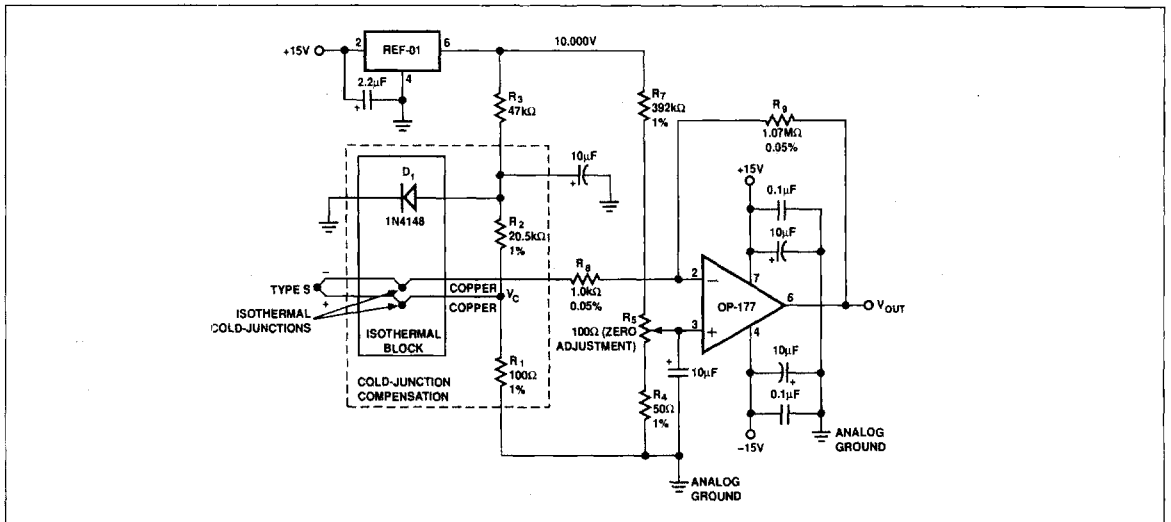 +15V
2
REF-01
6
4
10.000V
2.2µF
+
R3
47kΩ
R7
392kΩ
1%
R9
1.07MΩ
0.05%
10µF
+
+15V
D1
1N4148
0.1µF
R2
20.5kΩ
1%
10µF
+
TYPE S
−
+
COPPER
VC
COPPER
R8
1.0kΩ
0.05%
2
−
7
OP-177
6
VOUT
3
+
4
ISOTHERMAL
COLD-JUNCTIONS
ISOTHERMAL
BLOCK
R5
100Ω (ZERO
ADJUSTMENT)
R1
100Ω
1%
+
10µF
10µF
+
COLD-JUNCTION
COMPENSATION
R4
50Ω
1%
0.1µF
−15V
ANALOG
GROUND
ANALOG
GROUND